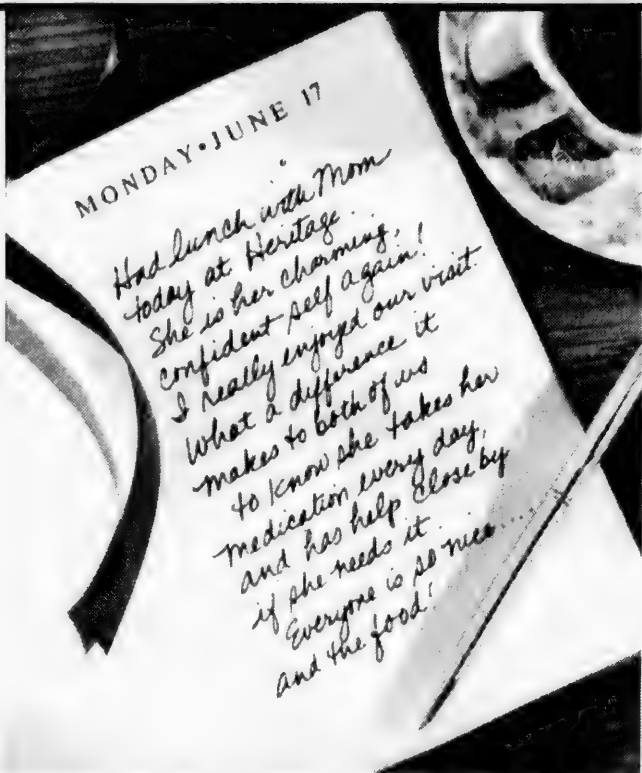 MONDAY • JUNE 17
Had lunch with Mom
today at Heritage.
She is her charming,
confident self again!
I really enjoyed our visit.
What a difference it
makes to both of us
to know she takes her
medication every day,
and has help close by
if she needs it.
Everyone is so nice....
and the food!